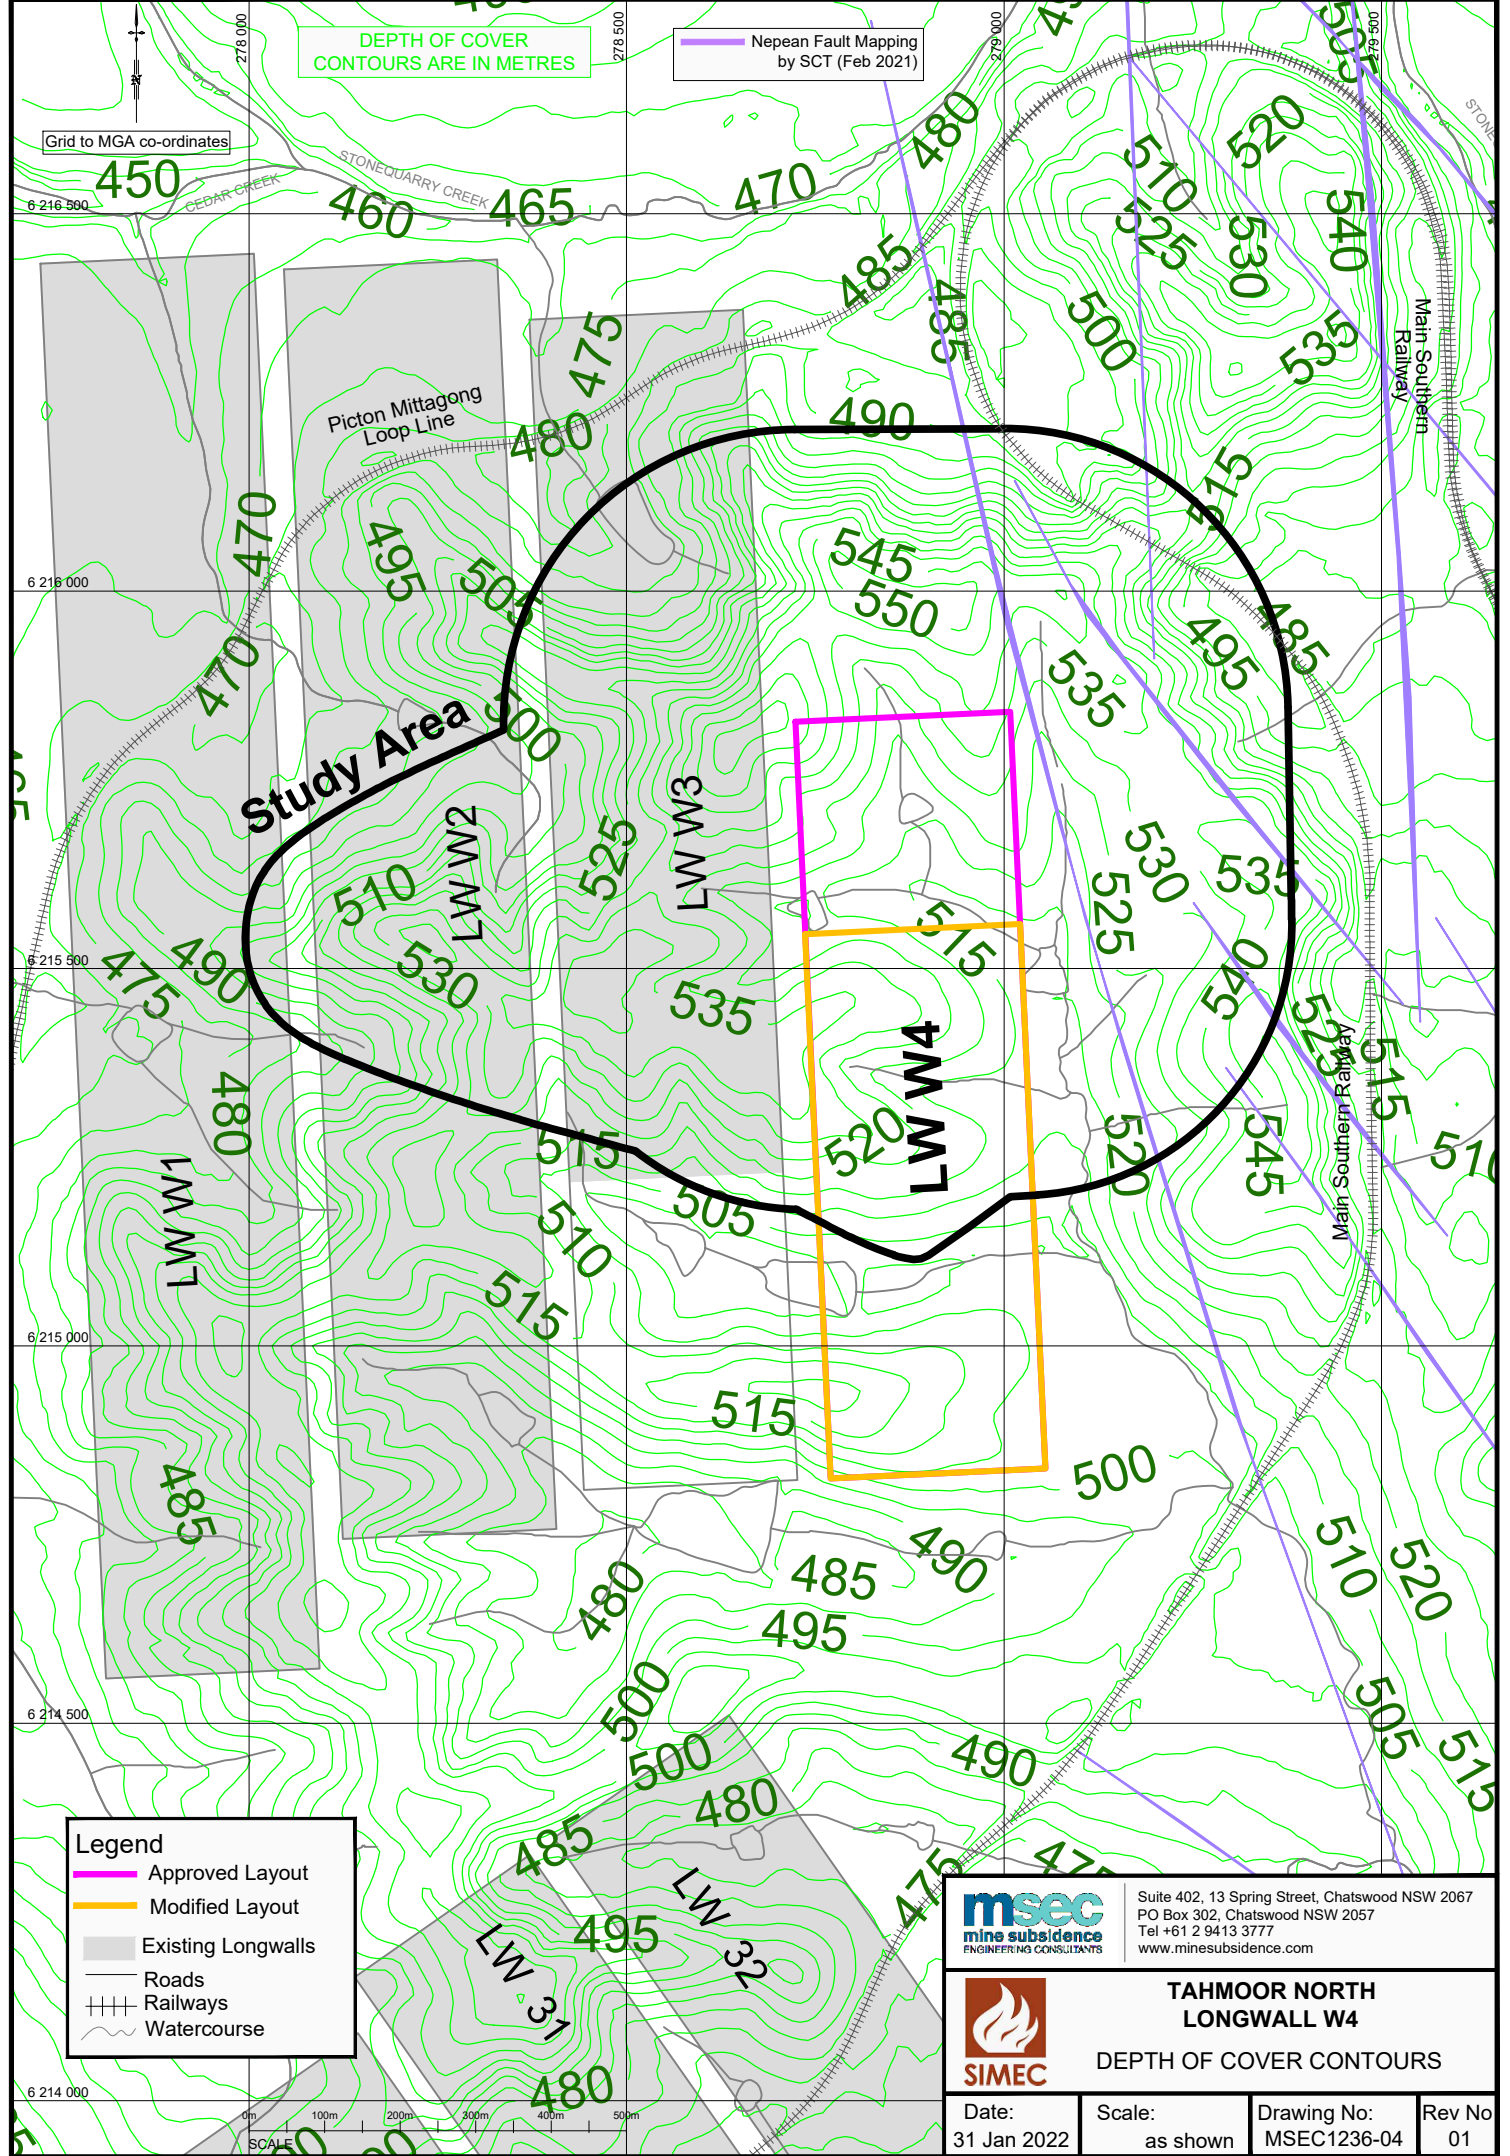 278 000
278 500
279 000
279 500
DEPTH OF COVER
CONTOURS ARE IN METRES
Nepean Fault Mapping
by SCT (Feb 2021)
N
Grid to MGA co-ordinates
480
505
520
510
450
CEDAR CREEK
STONEQUARRY CREEK
460
465
470
6 216 500
525
530
540
485
485
500
535
Main Southern
Railway
475
Picton Mittagong
Loop Line
480
490
515
470
495
505
545
550
6 216 000
485
495
470
535
500
Study Area
LW W2
LW W3
525
530
535
510
525
515
475
490
530
535
540
6 215 500
LW W4
525
515
Main Southern Railway
480
515
520
520
545
510
LW W1
505
510
515
6 215 000
515
500
485
510
520
490
480
485
495
500
6 214 500
500
490
505
515
480
485
475
475
LW 32
495
LW 31
480
6 214 000
Legend
Approved Layout
Modified Layout
Existing Longwalls
Roads
Railways
Watercourse
0m
100m
200m
300m
400m
500m
SCALE
msec
mine subsidence
ENGINEERING CONSULTANTS
Suite 402, 13 Spring Street, Chatswood NSW 2067
PO Box 302, Chatswood NSW 2057
Tel +61 2 9413 3777
www.minesubsidence.com
SIMEC
TAHMOOR NORTH
LONGWALL W4
DEPTH OF COVER CONTOURS
Date:
31 Jan 2022
Scale:
as shown
Drawing No:
MSEC1236-04
Rev No
01